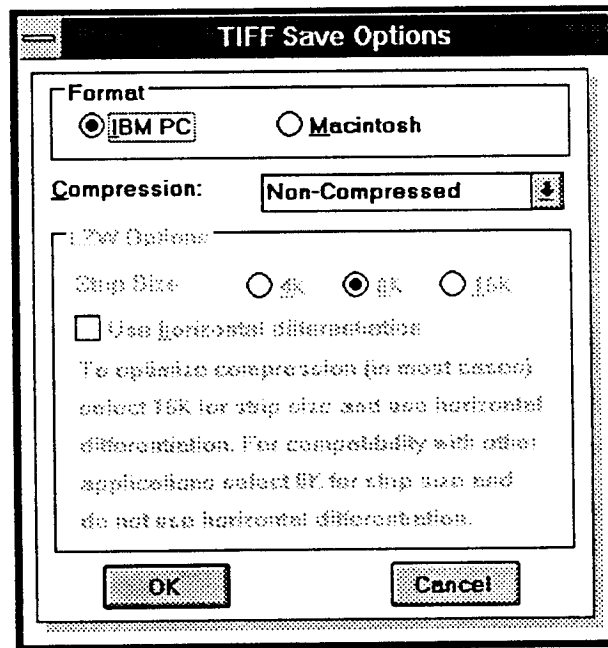 TIFF Save Options
Format
IBM PC
Macintosh
Compression: Non-Compressed
LZW Options
Strip Size 4K 8K 16K
Use horizontal differentiation
To optimize compression (in most cases)
select 16K for strip size and use horizontal
differentiation. For compatibility with other
applications select 8K for strip size and
do not use horizontal differentiation.
OK
Cancel